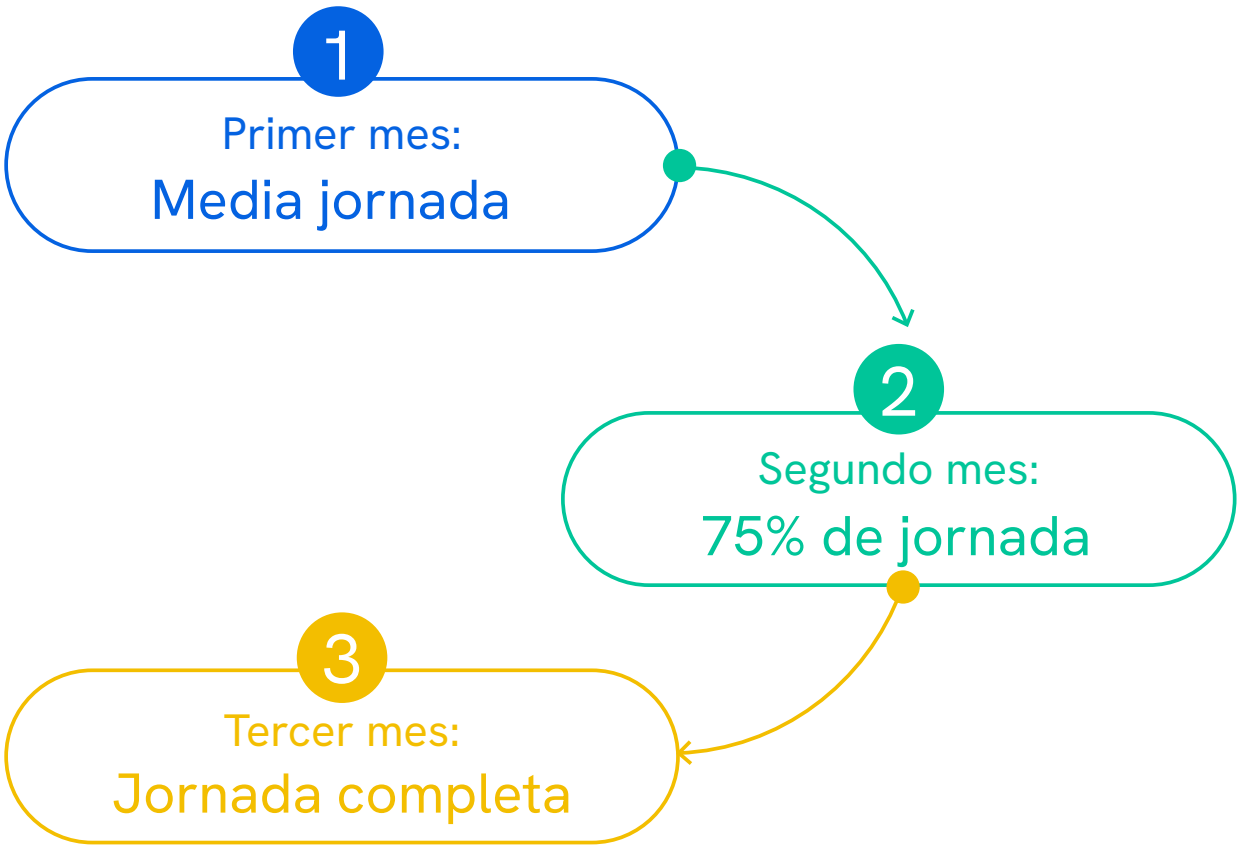 1
Primer mes:
Media jornada
2
Segundo mes:
75% de jornada
3
Tercer mes:
Jornada completa